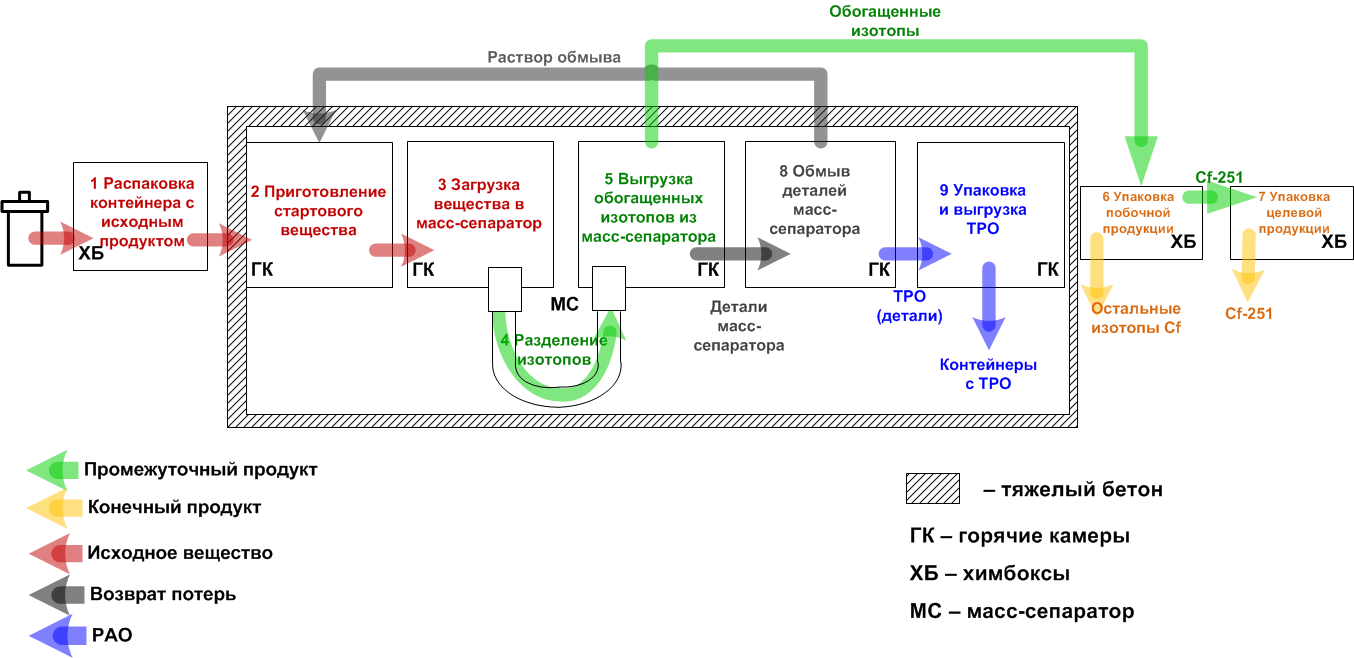 Обогащенные
изотопы
Раствор обмыва
1 Распаковка
контейнера с
исходным
продуктом
ХБ
2 Приготовление
стартового
вещества
ГК
3 Загрузка
вещества в
масс-сепаратор
ГК
5 Выгрузка
обогащенных
изотопов из
масс-сепаратора
ГК
8 Обмыв
деталей
масс-
сепаратора
ГК
9 Упаковка
и выгрузка
ТРО
ГК
Cf-251
6 Упаковка
побочной
продукции
ХБ
7 Упаковка
целевой
продукции
ХБ
МС
4 Разделение
изотопов
Детали
масс-
сепаратора
ТРО
(детали)
Контейнеры
с ТРО
Остальные
изотопы Cf
Cf-251
Промежуточный продукт
Конечный продукт
Исходное вещество
Возврат потерь
РАО
– тяжелый бетон
ГК – горячие камеры
ХБ – химбоксы
МС – масс-сепаратор